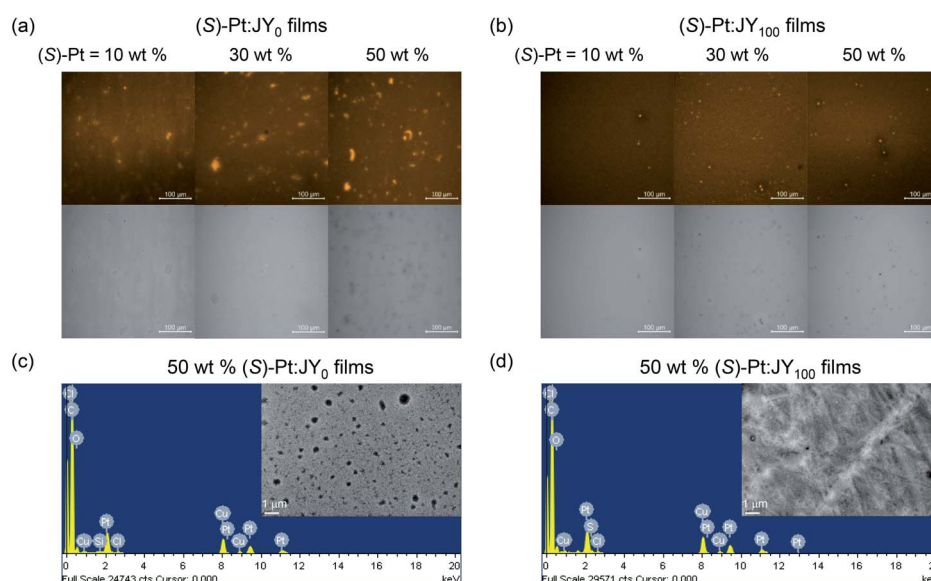 (a)
(S)-Pt:JY0 films
(S)-Pt = 10 wt %
30 wt %
50 wt %
100 μm
100 μm
100 μm
100 μm
100 μm
100 μm
(b)
(S)-Pt:JY100 films
(S)-Pt = 10 wt %
30 wt %
50 wt %
100 μm
100 μm
100 μm
100 μm
100 μm
100 μm
(c)
50 wt % (S)-Pt:JY0 films
Cl
C
O
Cu
Si
Pt
Cl
Cu
Pt
Cu
Pt
Pt
1 μm
0 2 4 6 8 10 12 14 16 18 20
Full Scale 24743 cts Cursor: 0.000
keV
(d)
50 wt % (S)-Pt:JY100 films
Cl
C
O
Cu
Pt
S
Cl
Cu
Pt
Cu
Pt
Pt
Pt
1 μm
0 2 4 6 8 10 12 14 16 18 20
Full Scale 29571 cts Cursor: 0.000
keV